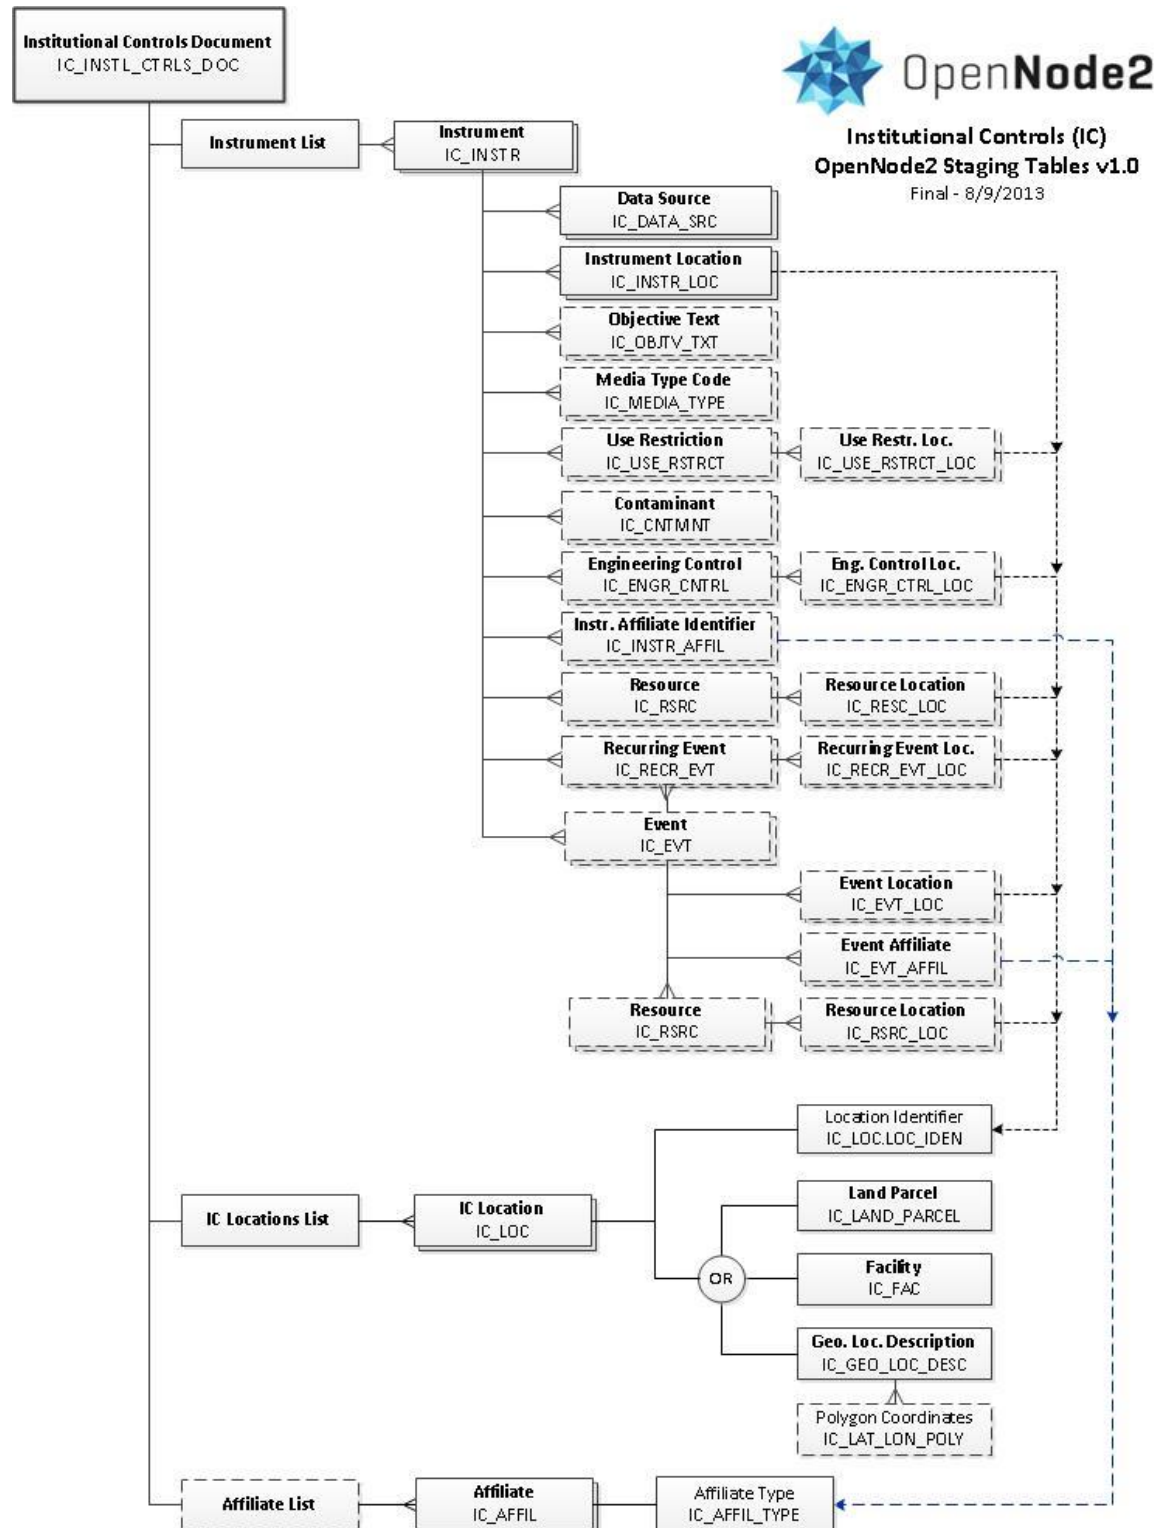 Institutional Controls Document
IC_INSTL_CTRLS_DOC
OpenNode2
Institutional Controls (IC)
OpenNode2 Staging Tables v1.0
Final - 8/9/2013
Instrument List
Instrument
IC_INSTR
Data Source
IC_DATA_SRC
Instrument Location
IC_INSTR_LOC
Objective Text
IC_OBJTV_TXT
Media Type Code
IC_MEDIA_TYPE
Use Restriction
IC_USE_RSTRCT
Use Restr. Loc.
IC_USE_RSTRCT_LOC
Contaminant
IC_CNTMNT
Engineering Control
IC_ENGR_CNTRL
Eng. Control Loc.
IC_ENGR_CTRL_LOC
Instr. Affiliate Identifier
IC_INSTR_AFFIL
Resource
IC_RSRC
Resource Location
IC_RESC_LOC
Recurring Event
IC_RECR_EVT
Recurring Event Loc.
IC_RECR_EVT_LOC
Event
IC_EVT
Event Location
IC_EVT_LOC
Event Affiliate
IC_EVT_AFFIL
Resource
IC_RSRC
Resource Location
IC_RSRC_LOC
Location Identifier
IC_LOC.LOC_IDEN
IC Locations List
IC Location
IC_LOC
Land Parcel
IC_LAND_PARCEL
OR
Facility
IC_FAC
Geo. Loc. Description
IC_GEO_LOC_DESC
Polygon Coordinates
IC_LAT_LON_POLY
Affiliate List
Affiliate
IC_AFFIL
Affiliate Type
IC_AFFIL_TYPE